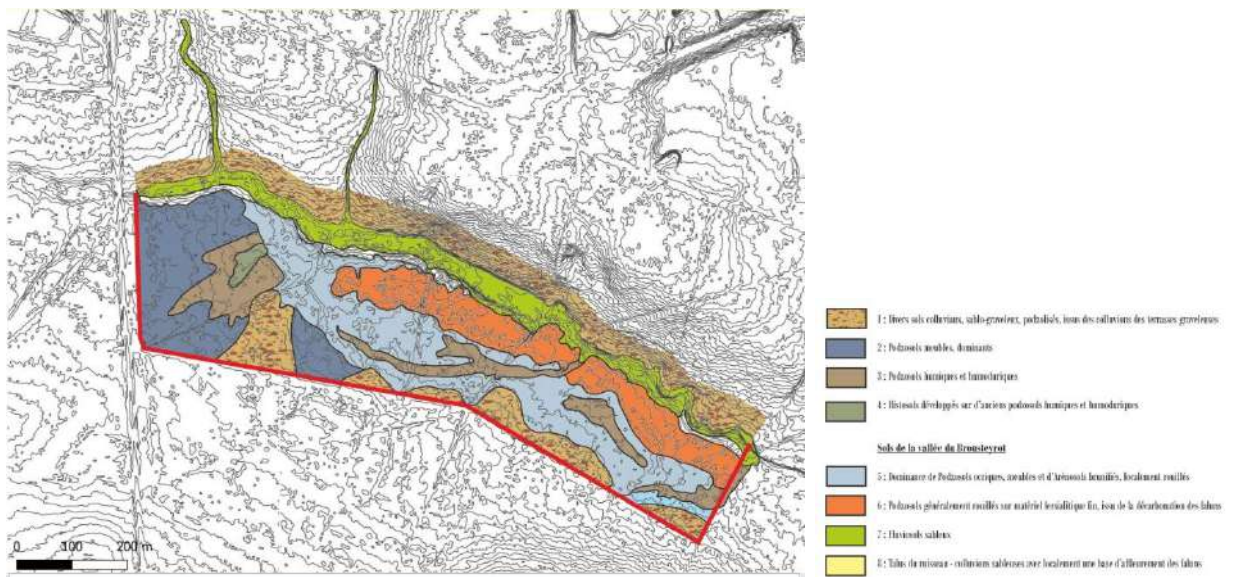 0 100 200 m
1 : Divers sols colluviaux, sablo-graveleux, podzolisés, issus des colluvions des terrasses graveleuses
2 : Podzosols meubles, dominants
3 : Podzosols humiques et humoduriques
4 : Histosols développés sur d'anciens podzosols humiques et humoduriques
Sols de la vallée du Brousteyrot
5 : Dominance de Podzosols ocriques, meubles et d'Arénosols humifiés, localement rouillés
6 : Podzosols généralement rouillés sur matériel fersialitique fin, issu de la décarbonation des faluns
7 : Fluviosols sableux
8 : Talus du ruisseau - colluvions sableuses avec localement une base d'affleurement des faluns